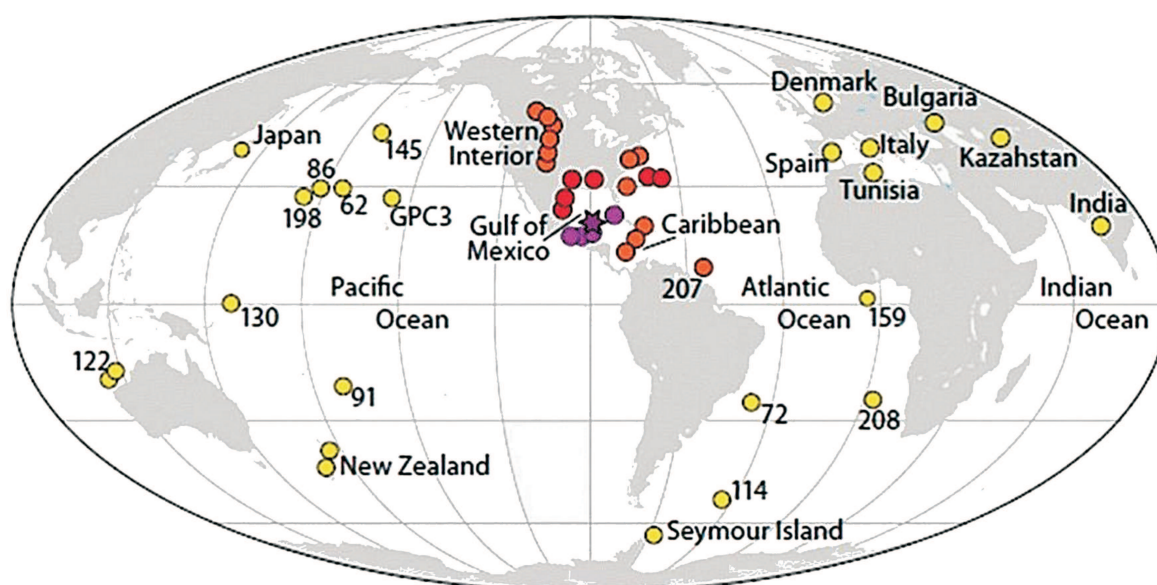 Denmark
Bulgaria
Japan
145
Western
Interior
Spain
Italy
Kazahstan
Tunisia
86
198
62
GPC3
Gulf of
Mexico
Caribbean
India
207
Pacific
Ocean
Atlantic
Ocean
159
Indian
Ocean
130
122
91
72
208
New Zealand
114
Seymour Island